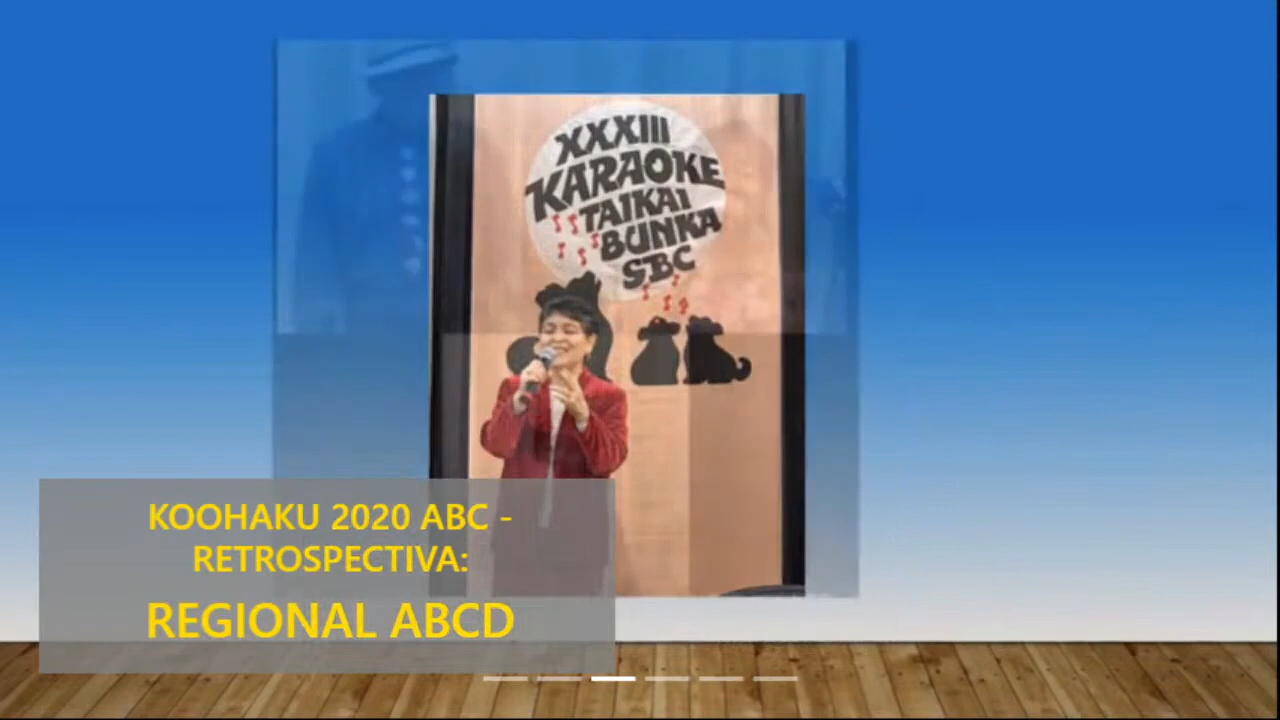 XXXIII
KARAOKE
TAIKAI
BUNKA
SBC
KOOHAKU 2020 ABC -
RETROSPECTIVA:
REGIONAL ABCD